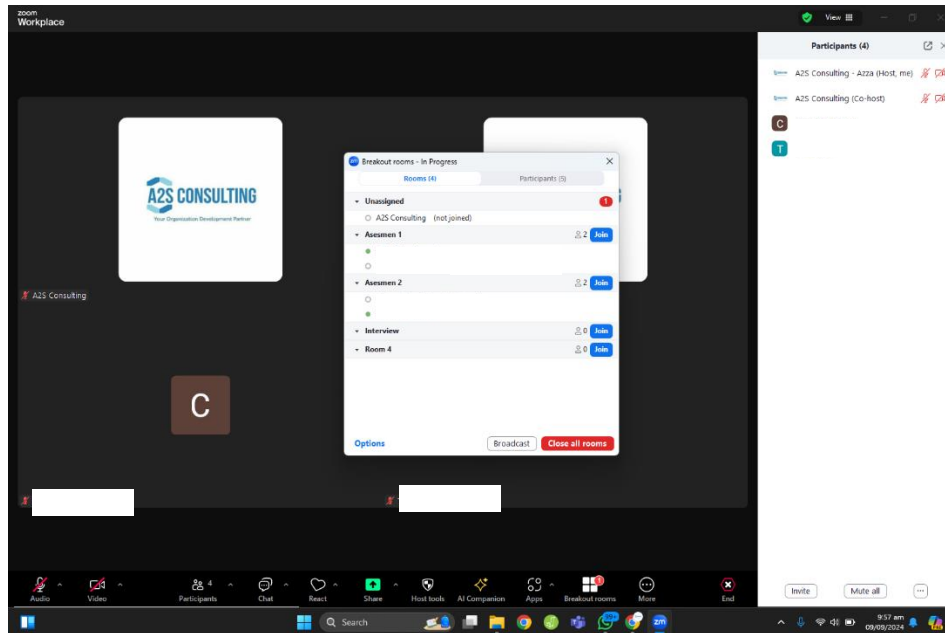 zoom
Workplace
View
Participants (4)
A2S Consulting - Azza (Host, me)
A2S Consulting (Co-host)
C
T
A2S CONSULTING
Your Organization Development Partner
A2S Consulting
C
Breakout rooms - In Progress
Rooms (4)
Participants (5)
Unassigned
1
A2S Consulting (not joined)
Asesmen 1
2 Join
Asesmen 2
2 Join
Interview
0 Join
Room 4
0 Join
Options
Broadcast
Close all rooms
Audio
Video
4
Participants
Chat
React
Share
Host tools
AI Companion
Apps
1
Breakout rooms
More
End
Invite
Mute all
Search
zm
9:57 am
09/09/2024